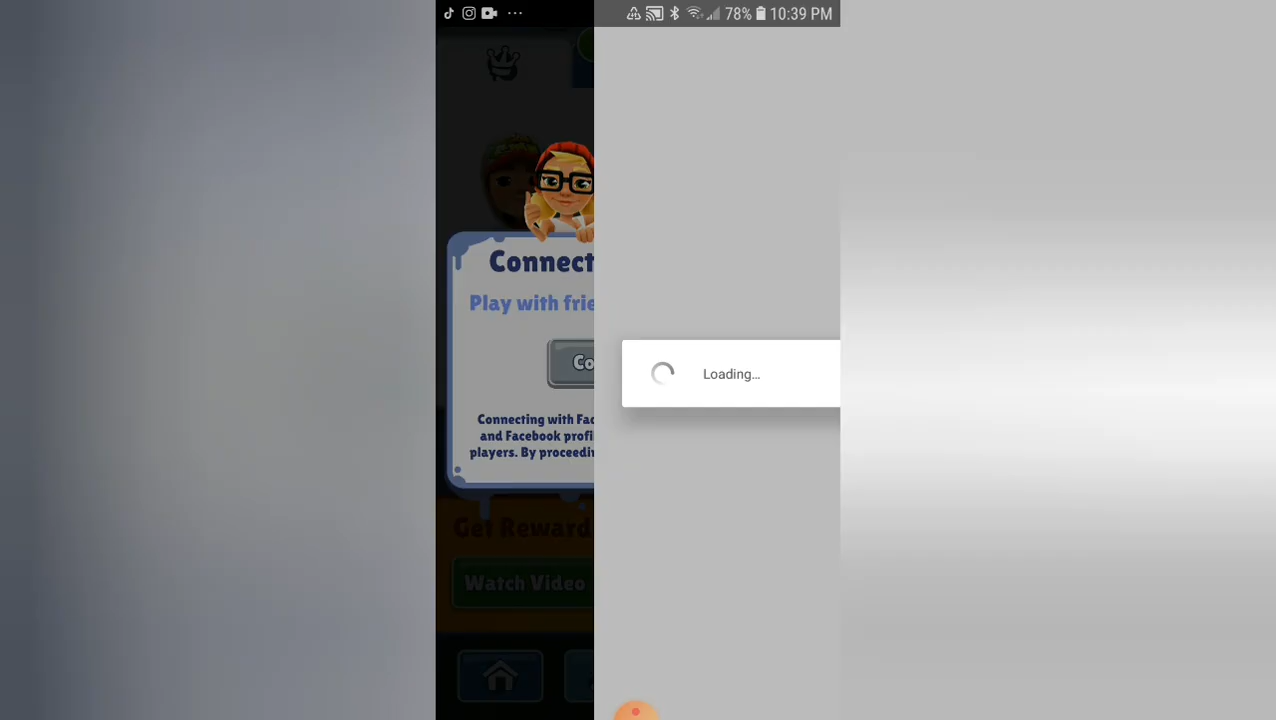 78% 10:39 PM
Connect
Play with frie
Co
Loading...
Connecting with Fac
and Facebook profi
players. By proceedi
Get Reward
Watch Video